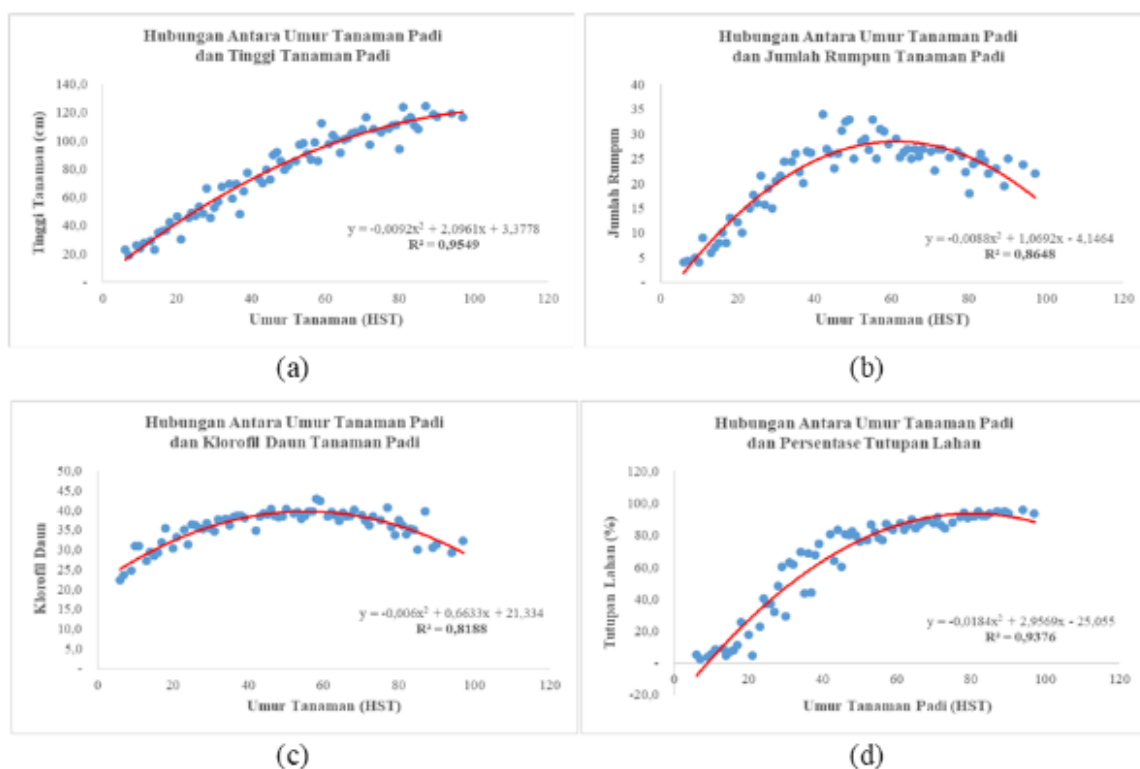 Hubungan Antara Umur Tanaman Padi
dan Tinggi Tanaman Padi
Tinggi Tanaman (cm)
140,0
120,0
100,0
80,0
60,0
40,0
20,0
-
0
20
40
60
80
100
120
Umur Tanaman (HST)
y = -0,0092x² + 2,0961x + 3,3778
R² = 0,9549
(a)
Hubungan Antara Umur Tanaman Padi
dan Jumlah Rumpun Tanaman Padi
Jumlah Rumpun
40
35
30
25
20
15
10
5
-
0
20
40
60
80
100
120
Umur Tanaman (HST)
y = -0,0088x² + 1,0692x - 4,1464
R² = 0,8648
(b)
Hubungan Antara Umur Tanaman Padi
dan Klorofil Daun Tanaman Padi
Klorofil Daun
50,0
45,0
40,0
35,0
30,0
25,0
20,0
15,0
10,0
5,0
-
0
20
40
60
80
100
120
Umur Tanaman (HST)
y = -0,006x² + 0,6633x + 21,334
R² = 0,8188
(c)
Hubungan Antara Umur Tanaman Padi
dan Persentase Tutupan Lahan
Tutupan Lahan (%)
120,0
100,0
80,0
60,0
40,0
20,0
-
-20,0
0
20
40
60
80
100
120
Umur Tanaman Padi (HST)
y = -0,0184x² + 2,9569x - 25,055
R² = 0,9376
(d)